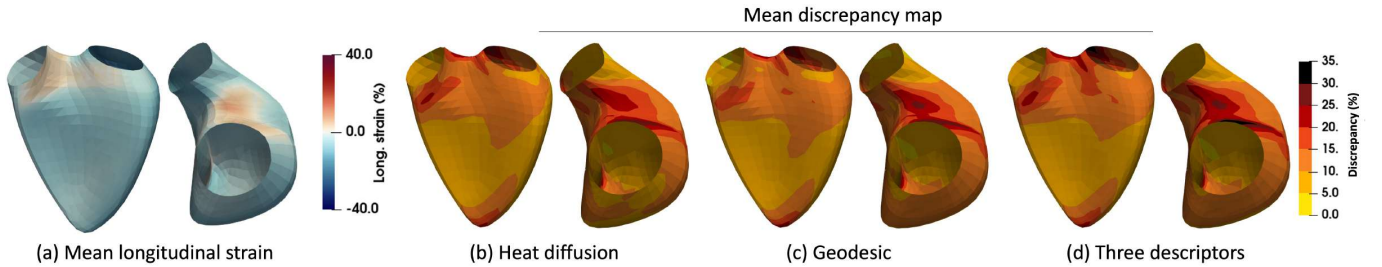 Mean discrepancy map
40.0
0.0
-40.0
Long. strain (%)
35.
30.
25.
20.
15.
10.
5.0
0.0
Discrepancy (%)
(a) Mean longitudinal strain
(b) Heat diffusion
(c) Geodesic
(d) Three descriptors